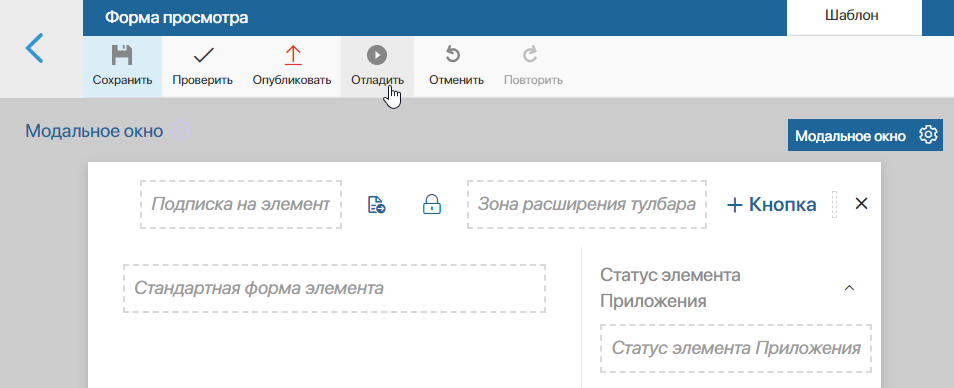 Форма просмотра
Шаблон
Сохранить Проверить Опубликовать Отладить Отменить Повторить
Модальное окно
Модальное окно
Подписка на элемент Зона расширения тулбара + Кнопка
Стандартная форма элемента
Статус элемента
Приложения
Статус элемента Приложения